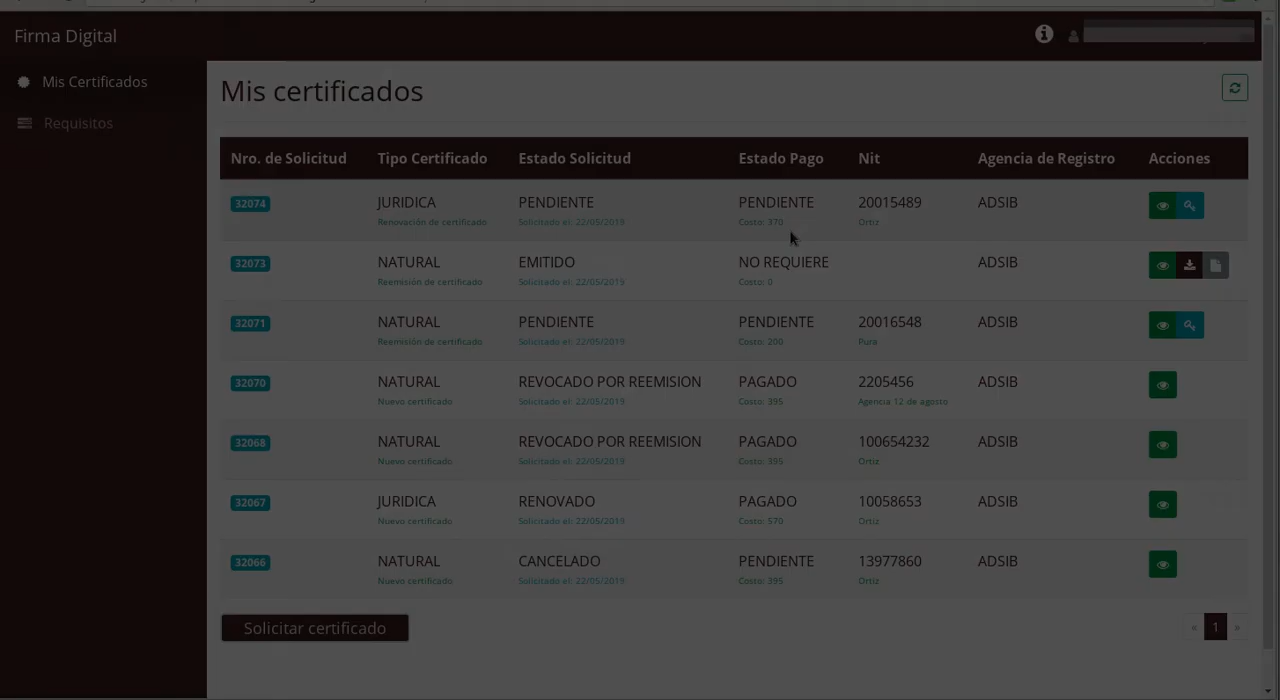 Firma Digital
Mis Certificados
Requisitos
Mis certificados
Nro. de Solicitud Tipo Certificado Estado Solicitud Estado Pago Nit Agencia de Registro Acciones
32074 JURIDICA PENDIENTE PENDIENTE 20015489 ADSIB
Renovación de certificado Solicitado el: 22/05/2019 Costo: 370 Ortiz
32073 NATURAL EMITIDO NO REQUIERE ADSIB
Reemisión de certificado Solicitado el: 22/05/2019 Costo: 0
32071 NATURAL PENDIENTE PENDIENTE 20016548 ADSIB
Reemisión de certificado Solicitado el: 22/05/2019 Costo: 200 Pura
32070 NATURAL REVOCADO POR REEMISION PAGADO 2205456 ADSIB
Nuevo certificado Solicitado el: 22/05/2019 Costo: 395 Agencia 12 de agosto
32068 NATURAL REVOCADO POR REEMISION PAGADO 100654232 ADSIB
Nuevo certificado Solicitado el: 22/05/2019 Costo: 395 Ortiz
32067 JURIDICA RENOVADO PAGADO 10058653 ADSIB
Nuevo certificado Solicitado el: 22/05/2019 Costo: 570 Ortiz
32066 NATURAL CANCELADO PENDIENTE 13977860 ADSIB
Nuevo certificado Solicitado el: 22/05/2019 Costo: 395 Ortiz
Solicitar certificado
« 1 »